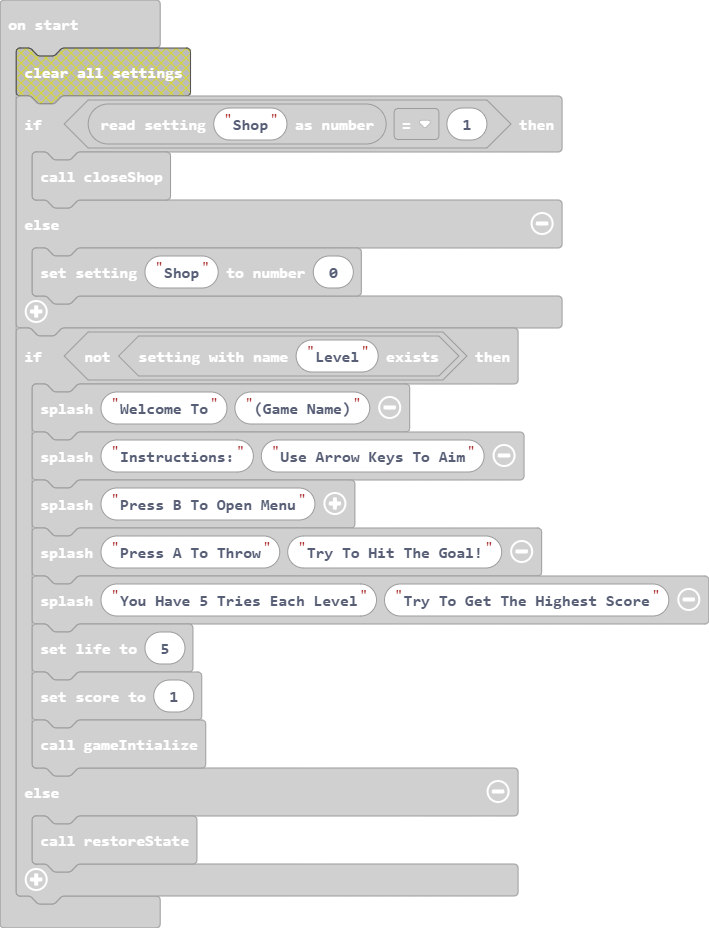 on start
clear all settings
if read setting "Shop" as number = 1 then
call closeShop
else
set setting "Shop" to number 0
if not setting with name "Level" exists then
splash "Welcome To" "(Game Name)"
splash "Instructions:" "Use Arrow Keys To Aim"
splash "Press B To Open Menu"
splash "Press A To Throw" "Try To Hit The Goal!"
splash "You Have 5 Tries Each Level" "Try To Get The Highest Score"
set life to 5
set score to 1
call gameIntialize
else
call restoreState